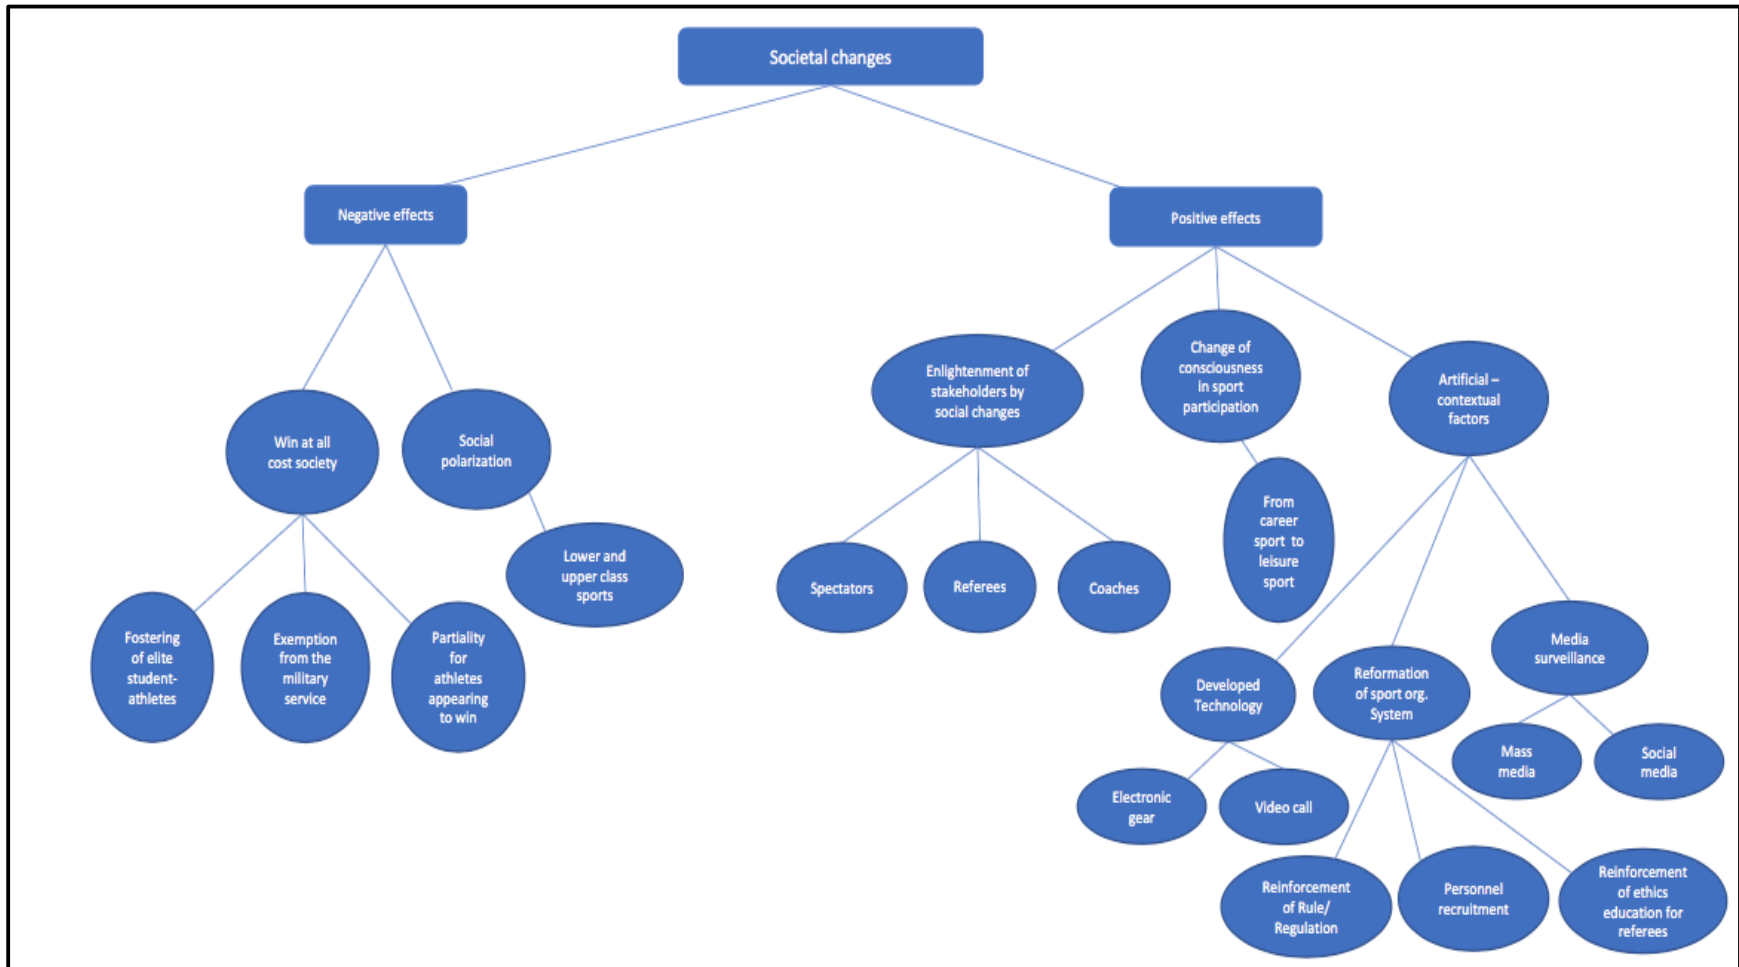 Societal changes
Negative effects
Positive effects
Enlightenment of
stakeholders by
social changes
Change of
consciousness
in sport
participation
Artificial –
contextual
factors
Win at all
cost society
Social
polarization
From
career
sport to
leisure
sport
Lower and
upper class
sports
Spectators
Referees
Coaches
Fostering
of elite
student-
athletes
Exemption
from the
military
service
Partiality
for
athletes
appearing
to win
Developed
Technology
Reformation
of sport org.
System
Media
surveillance
Electronic
gear
Video call
Mass
media
Social
media
Reinforcement
of Rule/
Regulation
Personnel
recruitment
Reinforcement
of ethics
education for
referees